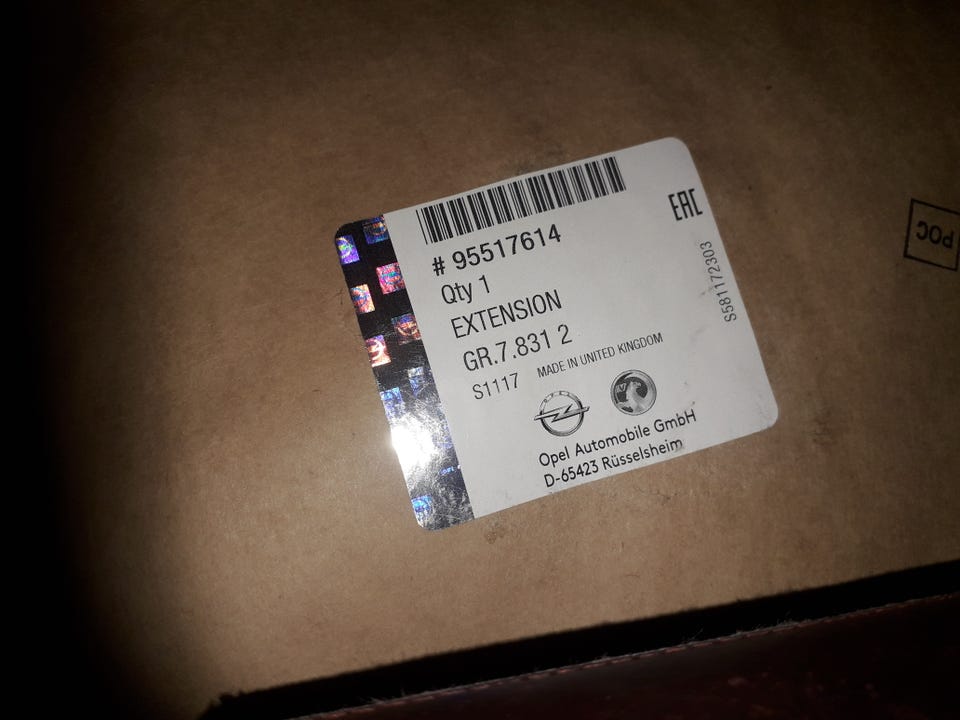 # 95517614
Qty 1
EXTENSION
GR.7.831 2
S1117 MADE IN UNITED KINGDOM
Opel Automobile GmbH
D-65423 Rüsselsheim
EAC
S58172303
POC